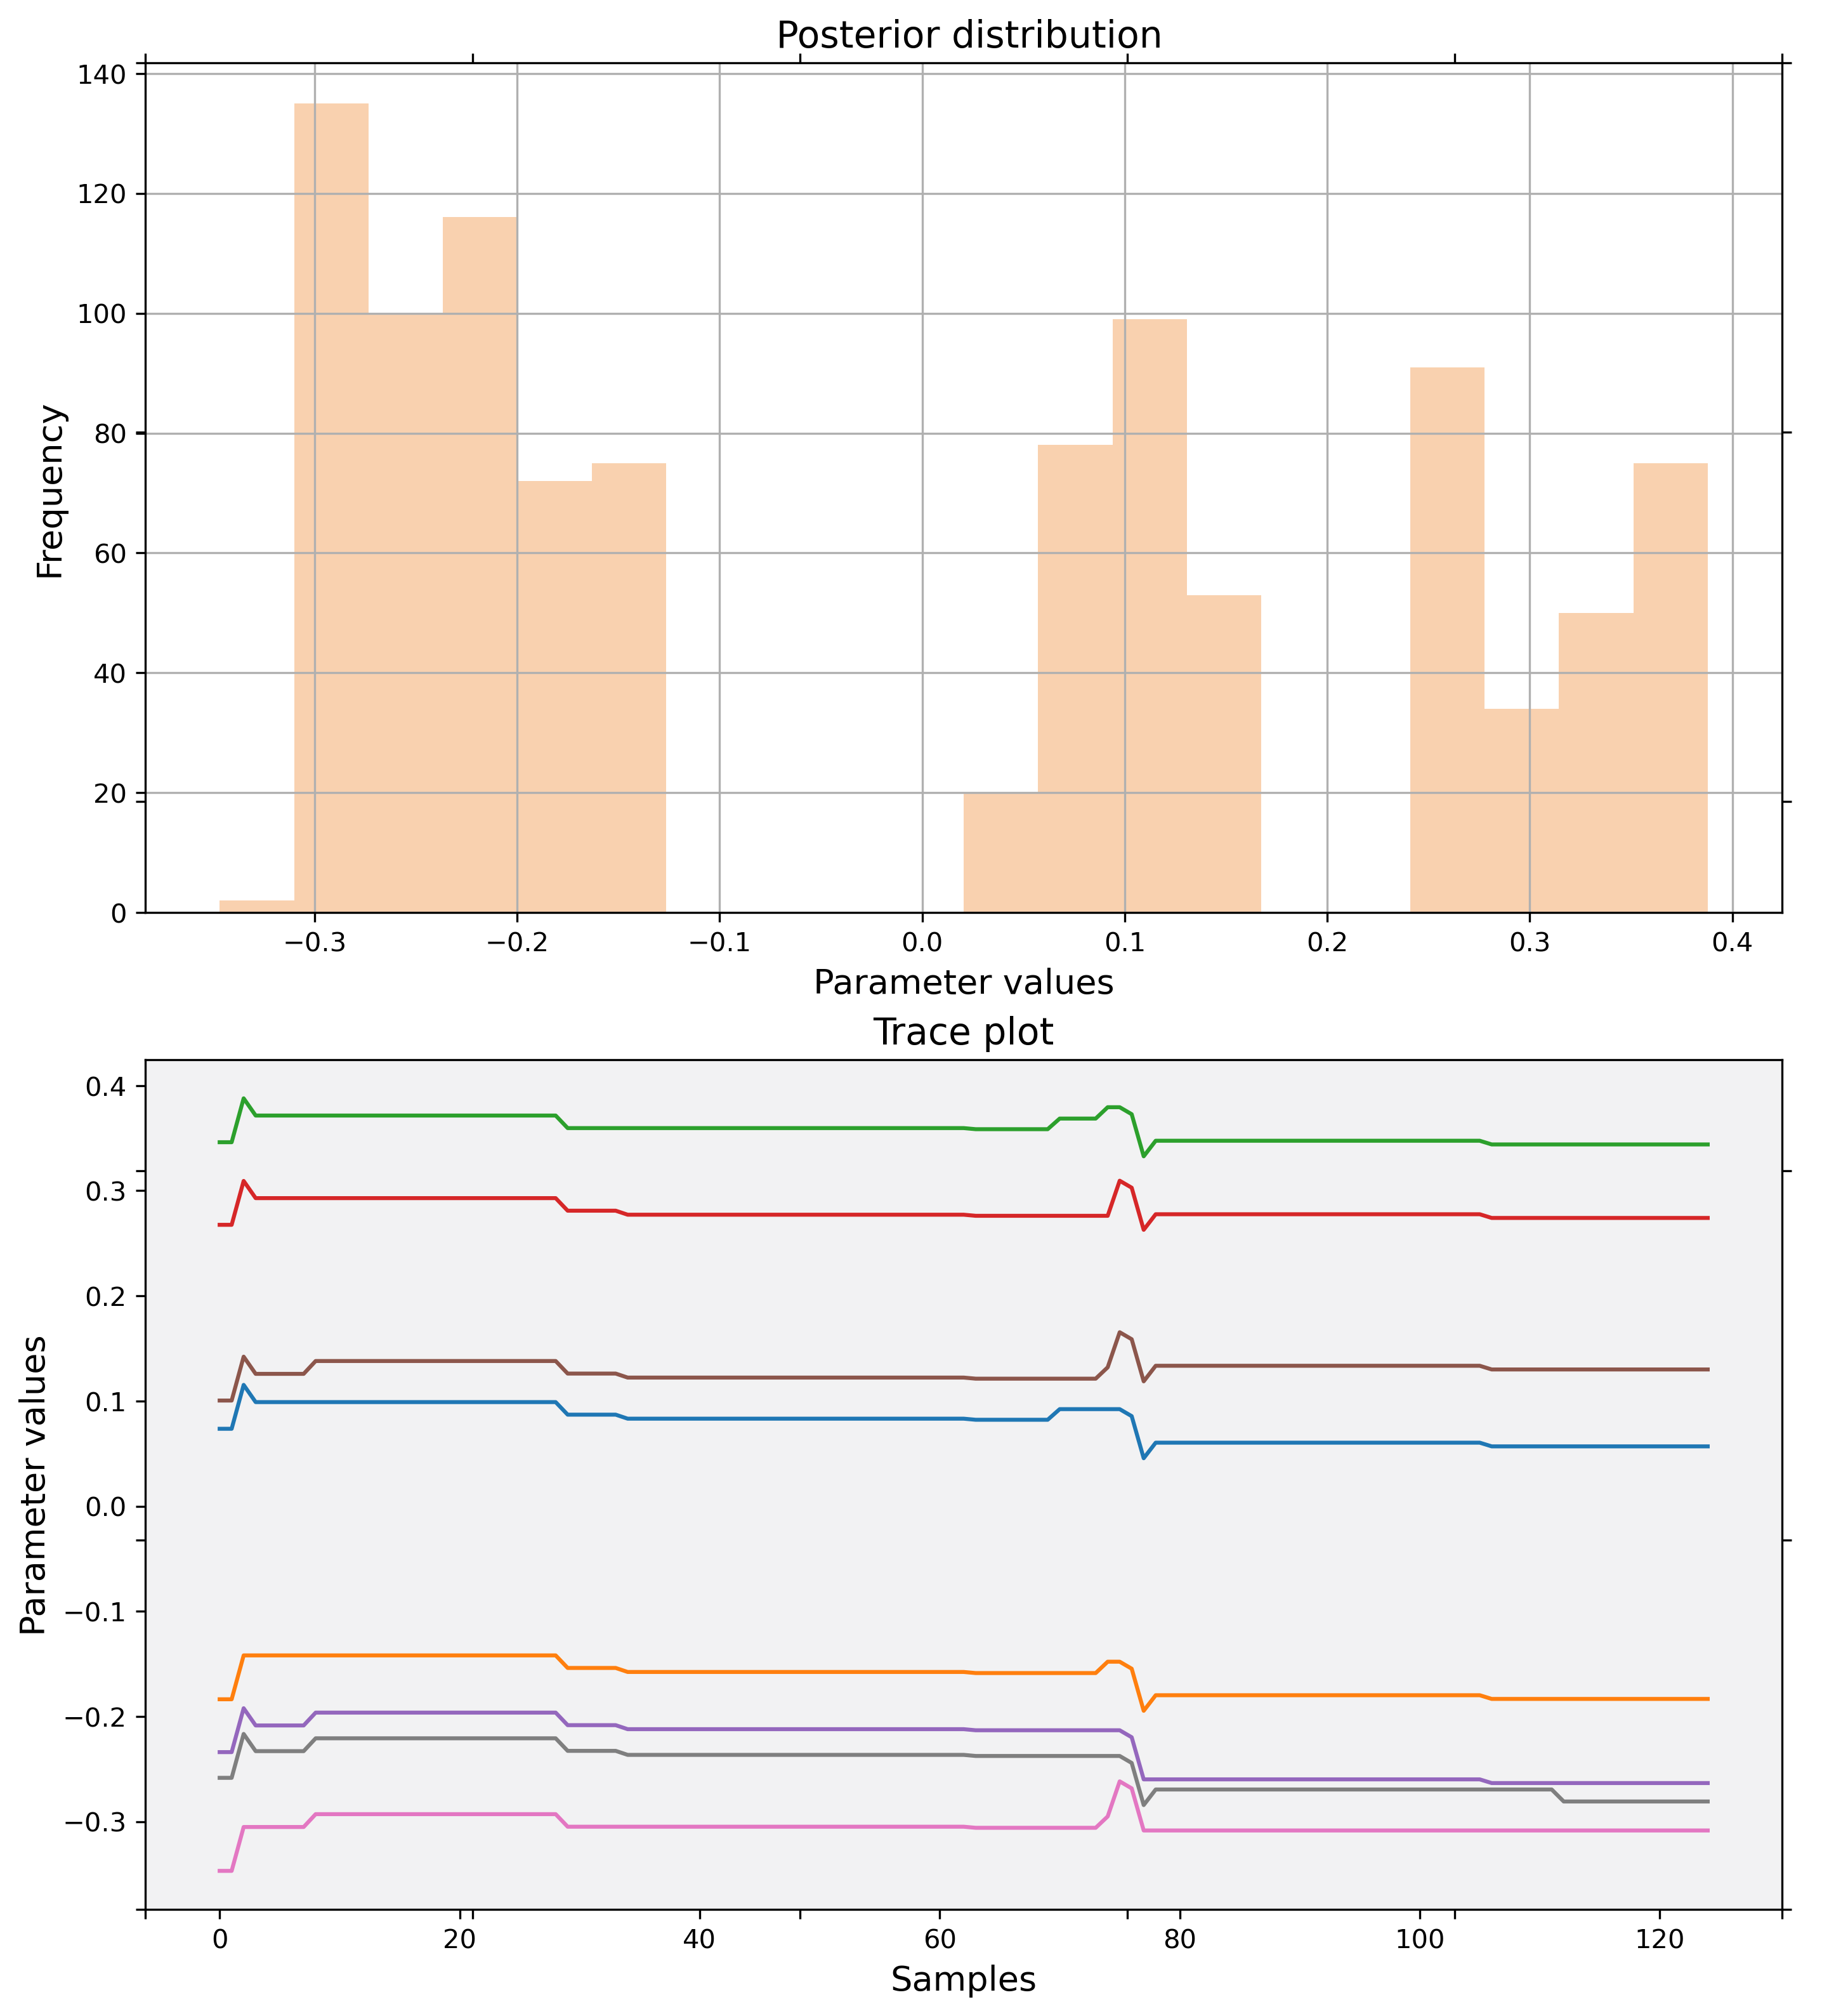 Posterior distribution
140
120
100
80
60
40
20
0
Frequency
−0.3 −0.2 −0.1 0.0 0.1 0.2 0.3 0.4
Parameter values
Trace plot
0.4
0.3
0.2
0.1
0.0
−0.1
−0.2
−0.3
Parameter values
0 20 40 60 80 100 120
Samples